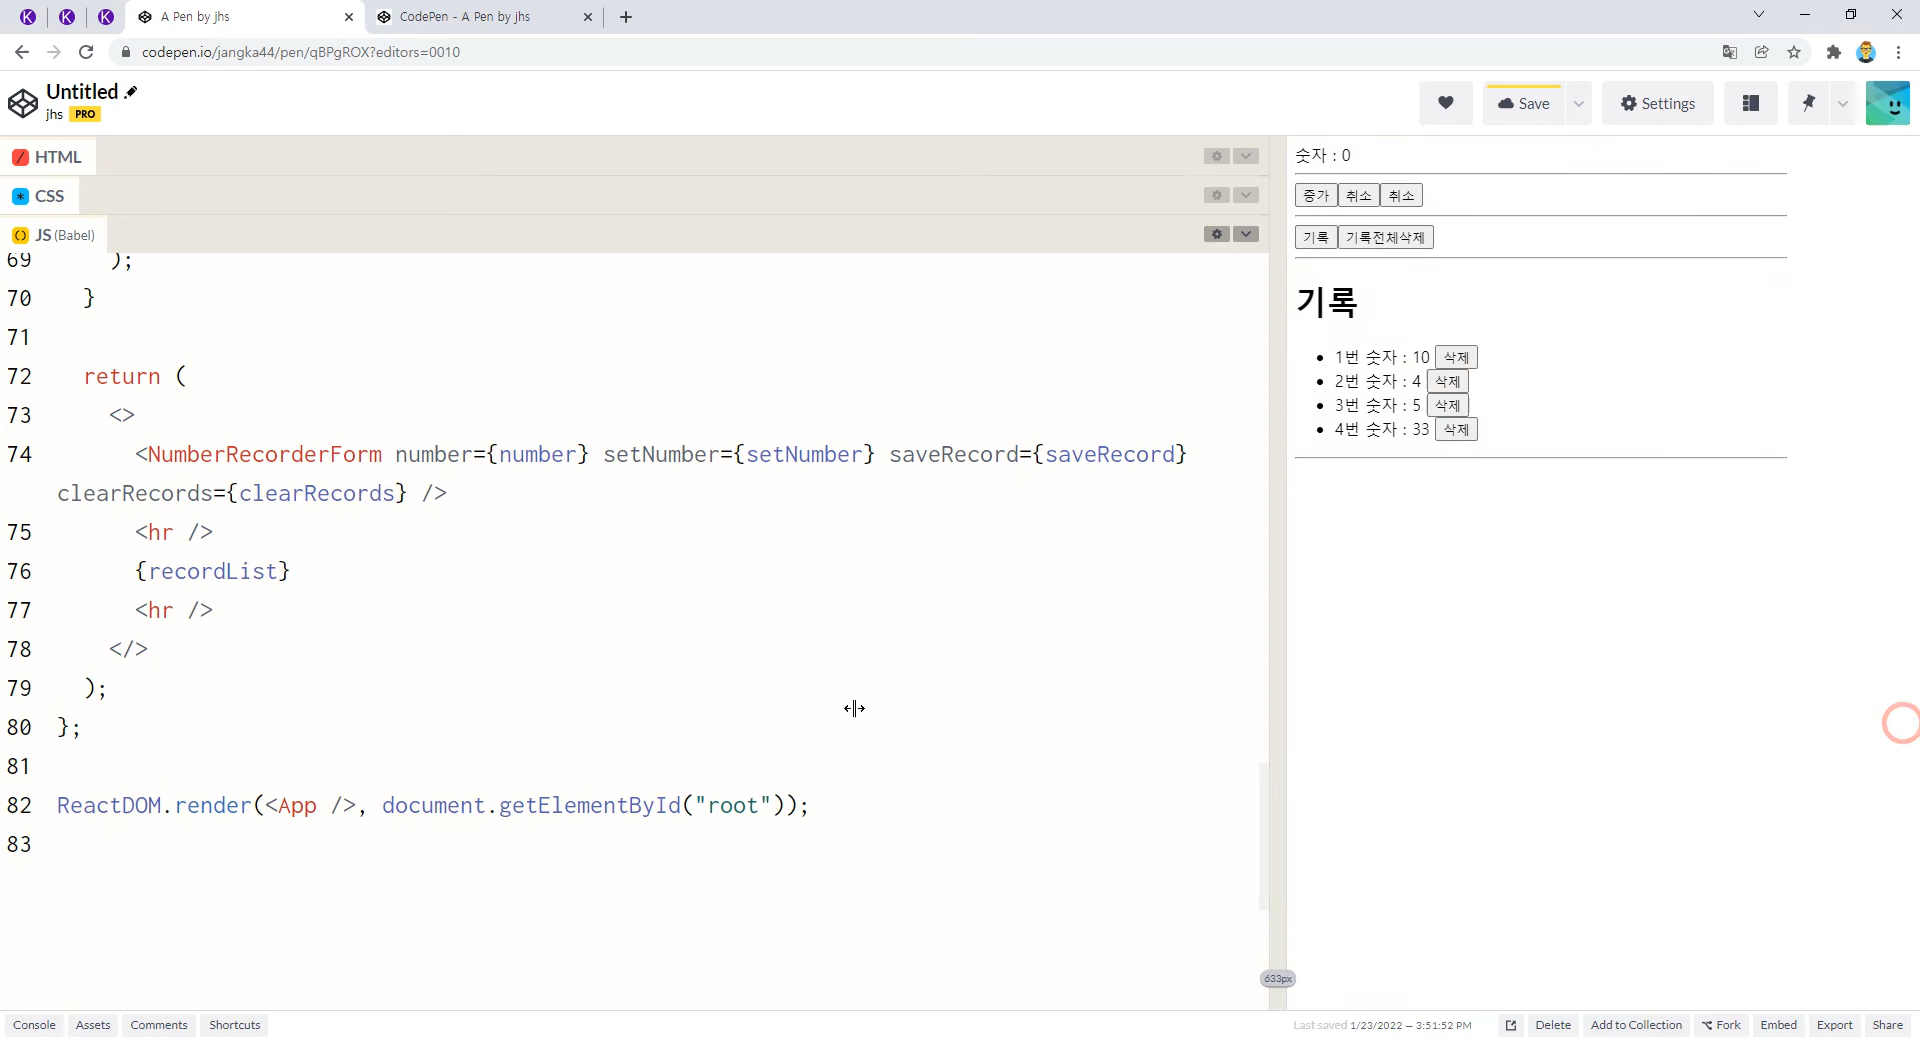 A Pen by jhs
CodePen - A Pen by jhs
codepen.io/jangka44/pen/qBPgROX?editors=0010
Untitled
jhs PRO
Save
Settings
HTML
CSS
JS (Babel)
69 );
70 }
71
72 return (
73 <>
74 <NumberRecorderForm number={number} setNumber={setNumber} saveRecord={saveRecord}
clearRecords={clearRecords} />
75 <hr />
76 {recordList}
77 <hr />
78 </>
79 );
80 };
81
82 ReactDOM.render(<App />, document.getElementById("root"));
83
숫자 : 0
증가 취소 취소
기록 기록전체삭제
기록
1번 숫자 : 10 삭제
2번 숫자 : 4 삭제
3번 숫자 : 5 삭제
4번 숫자 : 33 삭제
633px
Console Assets Comments Shortcuts
Last saved 1/23/2022 — 3:51:52 PM
Delete Add to Collection Fork Embed Export Share